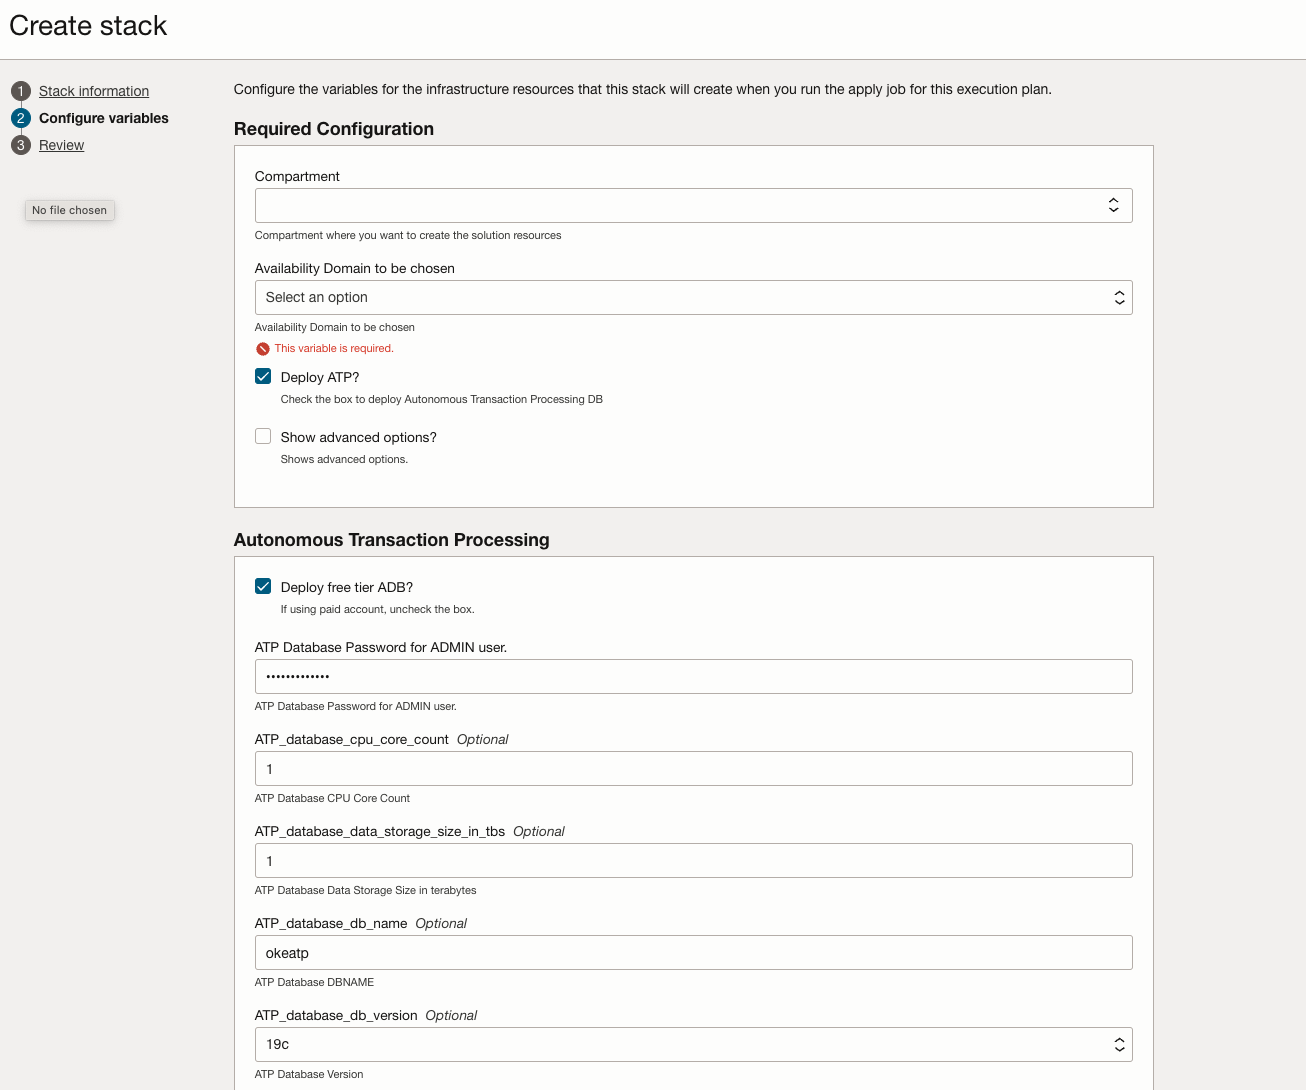 Create stack
1 Stack information
2 Configure variables
3 Review
No file chosen
Configure the variables for the infrastructure resources that this stack will create when you run the apply job for this execution plan.
Required Configuration
Compartment
Compartment where you want to create the solution resources
Availability Domain to be chosen
Select an option
Availability Domain to be chosen
This variable is required.
Deploy ATP?
Check the box to deploy Autonomous Transaction Processing DB
Show advanced options?
Shows advanced options.
Autonomous Transaction Processing
Deploy free tier ADB?
If using paid account, uncheck the box.
ATP Database Password for ADMIN user.
•••••••••••••
ATP Database Password for ADMIN user.
ATP_database_cpu_core_count Optional
1
ATP Database CPU Core Count
ATP_database_data_storage_size_in_tbs Optional
1
ATP Database Data Storage Size in terabytes
ATP_database_db_name Optional
okeatp
ATP Database DBNAME
ATP_database_db_version Optional
19c
ATP Database Version